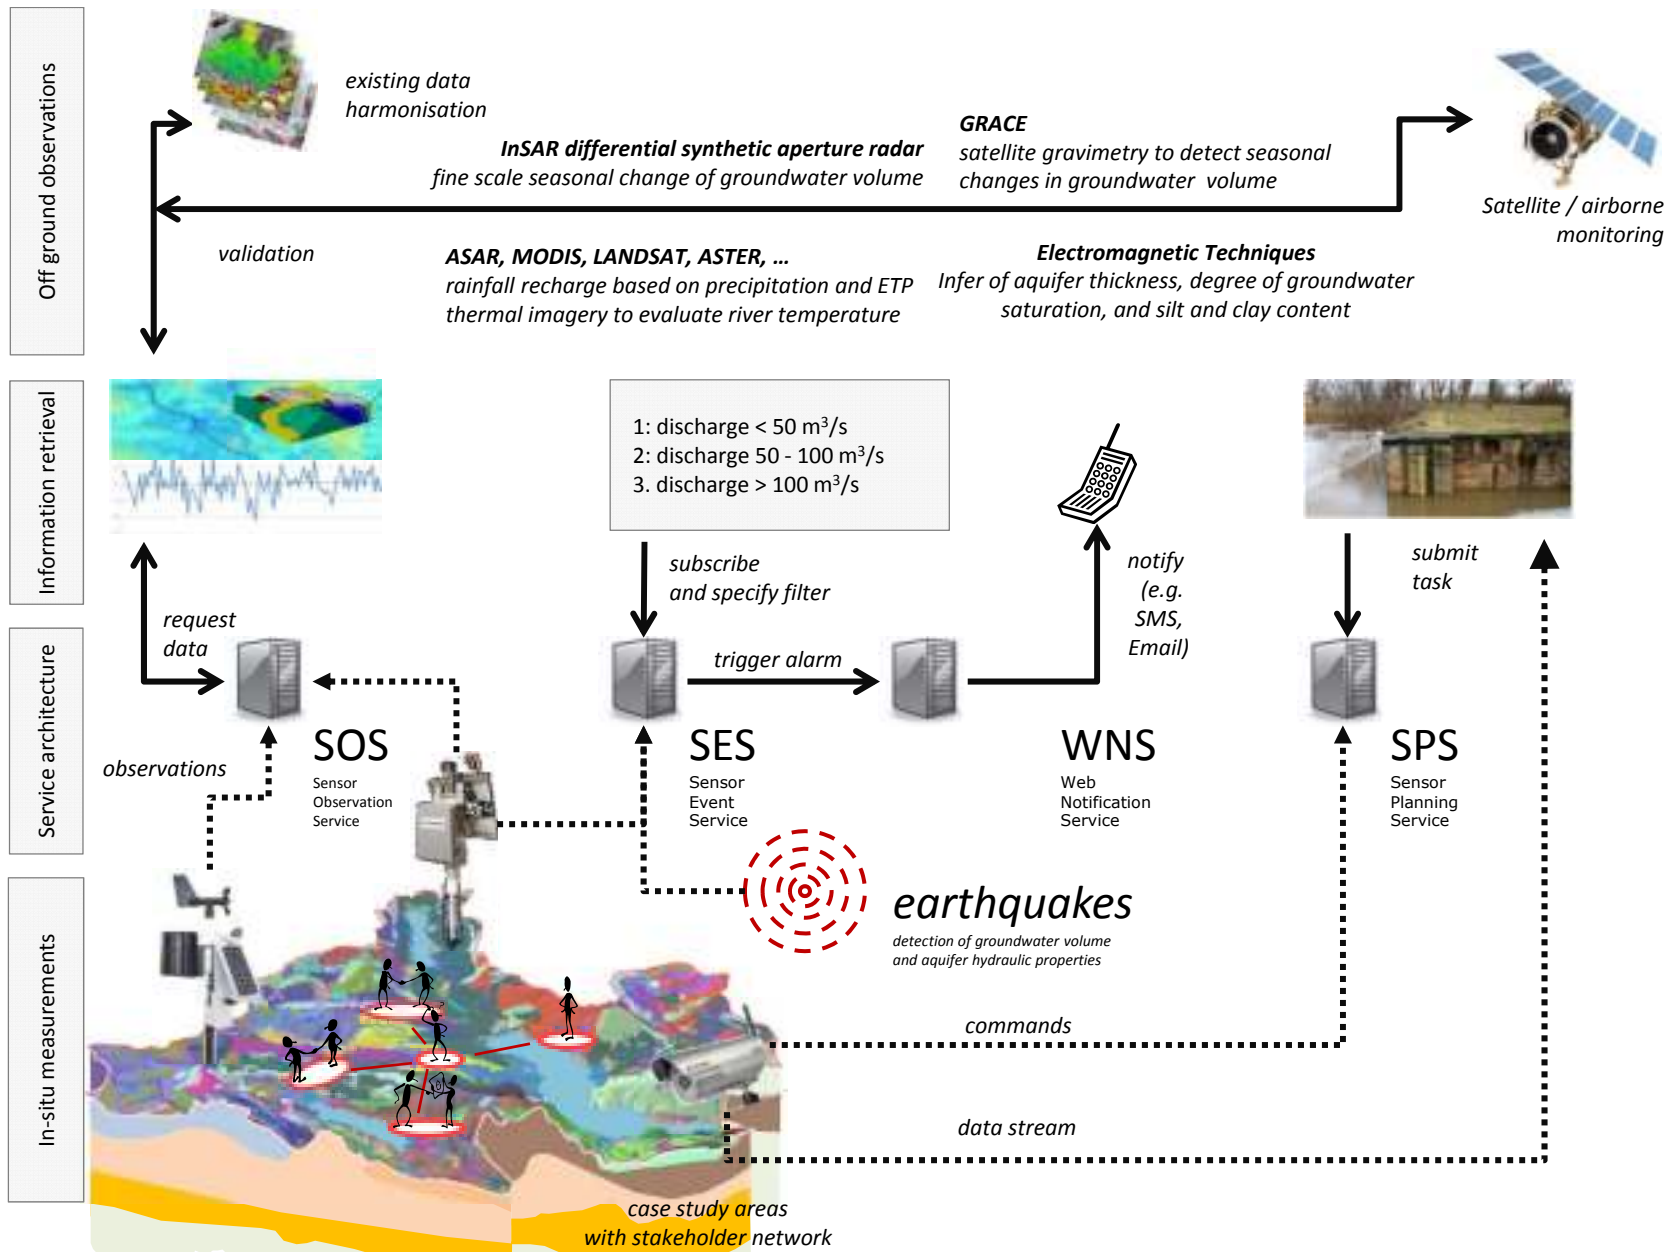 Off ground observations
existing data
harmonisation
InSAR differential synthetic aperture radar
fine scale seasonal change of groundwater volume
GRACE
satellite gravimetry to detect seasonal
changes in groundwater volume
Satellite / airborne
monitoring
validation
ASAR, MODIS, LANDSAT, ASTER, ...
rainfall recharge based on precipitation and ETP
thermal imagery to evaluate river temperature
Electromagnetic Techniques
Infer of aquifer thickness, degree of groundwater
saturation, and silt and clay content
Information retrieval
1: discharge < 50 m³/s
2: discharge 50 - 100 m³/s
3. discharge > 100 m³/s
subscribe
and specify filter
notify
(e.g.
SMS,
Email)
submit
task
Service architecture
request
data
trigger alarm
observations
SOS
Sensor
Observation
Service
SES
Sensor
Event
Service
WNS
Web
Notification
Service
SPS
Sensor
Planning
Service
In-situ measurements
earthquakes
detection of groundwater volume
and aquifer hydraulic properties
commands
data stream
case study areas
with stakeholder network